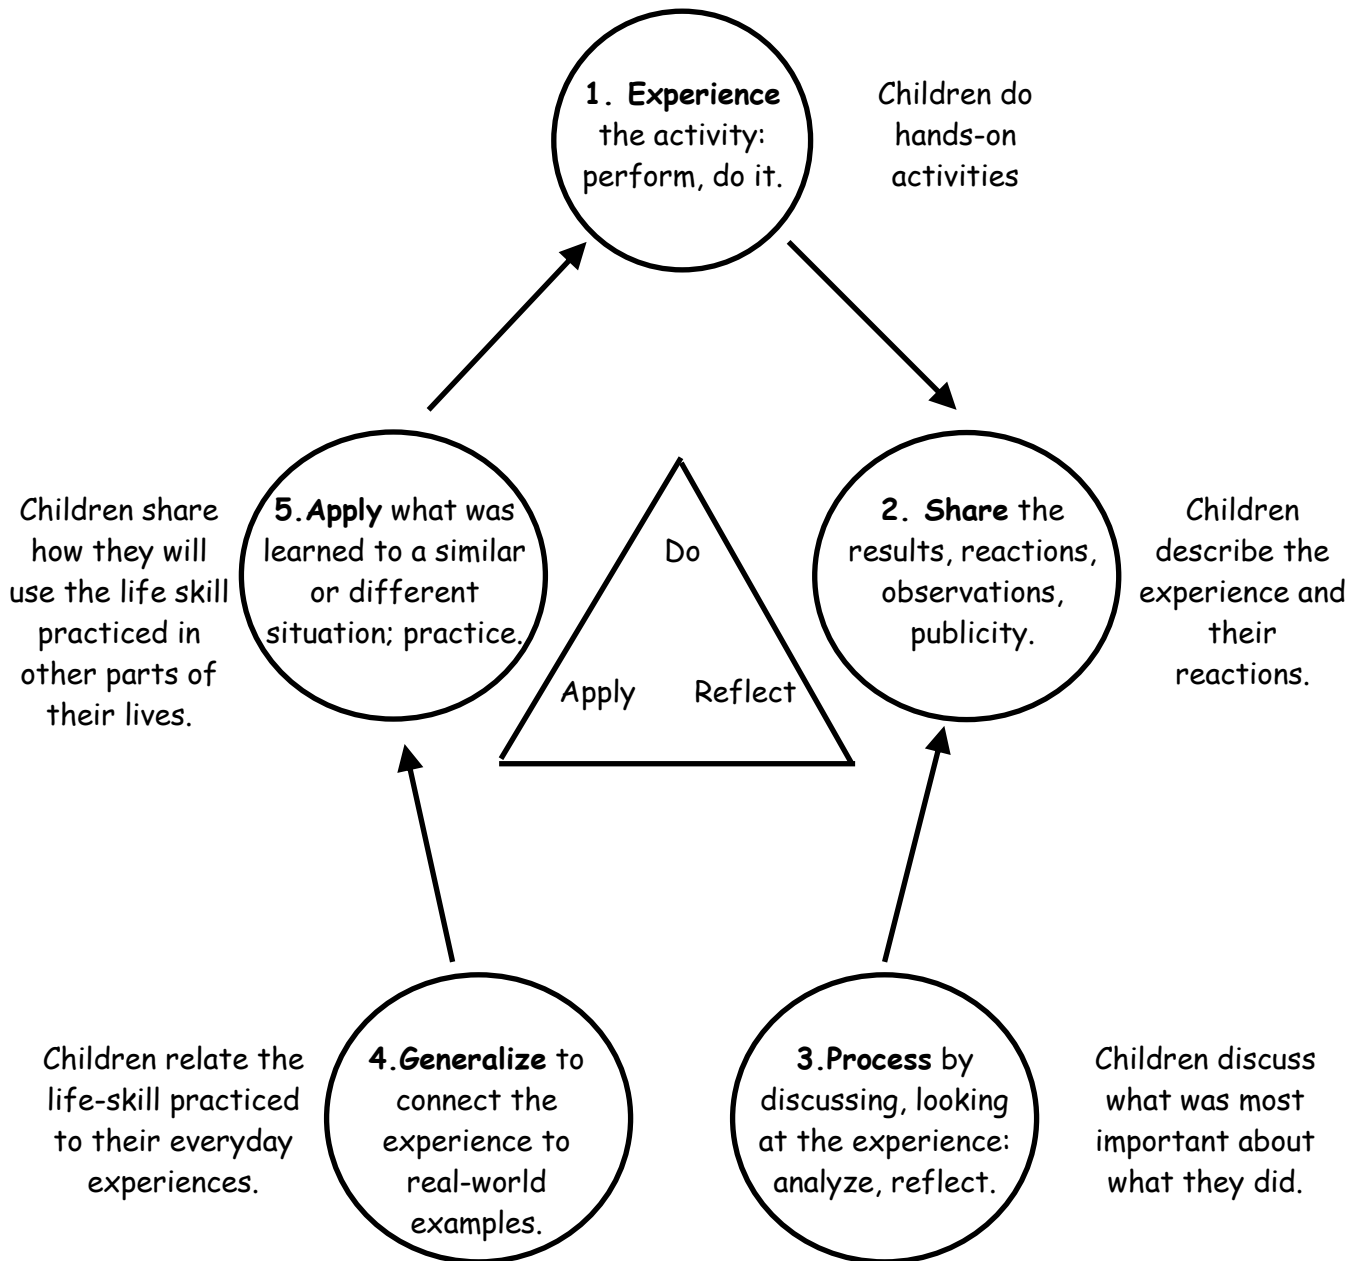 1. Experience
the activity:
perform, do it.
Children do
hands-on
activities
2. Share the
results, reactions,
observations,
publicity.
Children
describe the
experience and
their
reactions.
3.Process by
discussing, looking
at the experience:
analyze, reflect.
Children discuss
what was most
important about
what they did.
4.Generalize to
connect the
experience to
real-world
examples.
Children relate the
life-skill practiced
to their everyday
experiences.
5.Apply what was
learned to a similar
or different
situation; practice.
Children share
how they will
use the life skill
practiced in
other parts of
their lives.
Do
Apply
Reflect